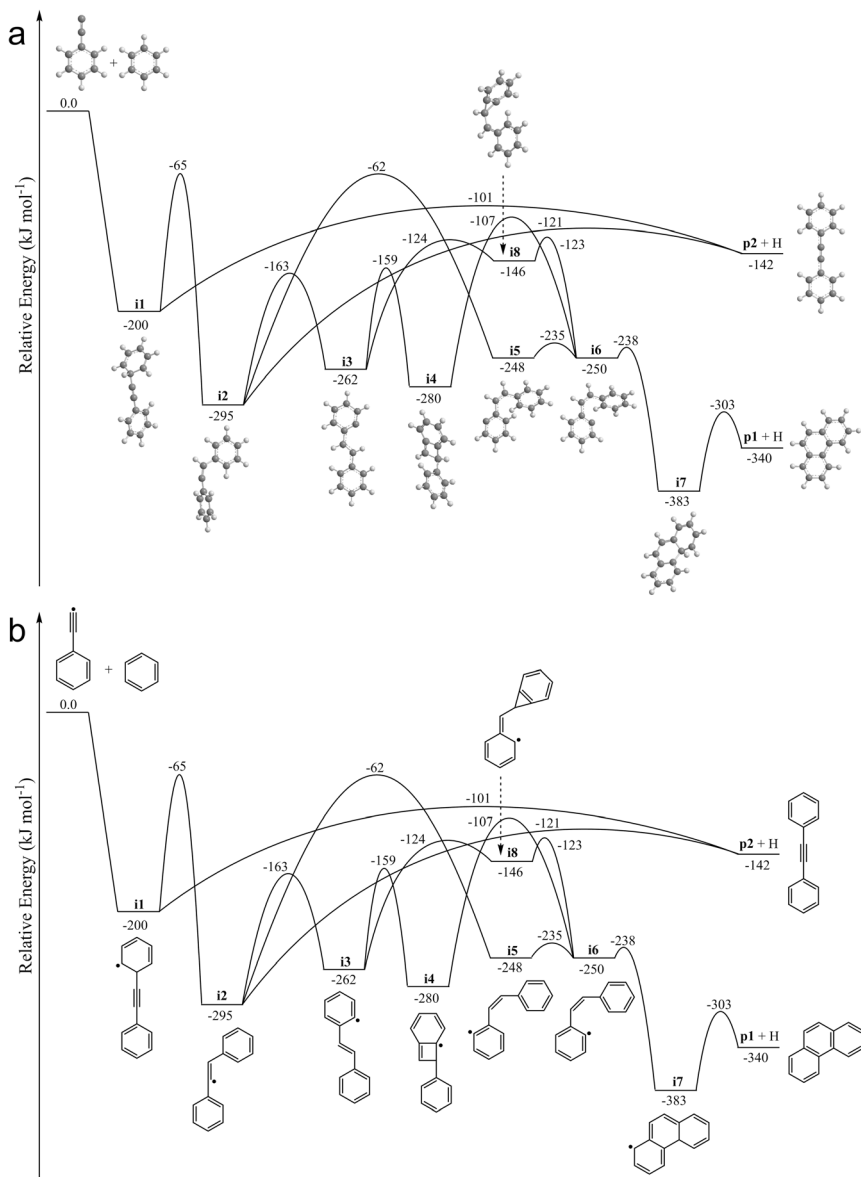 a
+
0.0
Relative Energy (kJ mol⁻¹)
-65
-62
-101
-107
-121
-124
-123
i8
-146
p2 + H
-142
-163
-159
i1
-200
-235
-238
i3
-262
i4
-280
i5
-248
i6
-250
i2
-295
-303
p1 + H
-340
i7
-383
b
+
0.0
Relative Energy (kJ mol⁻¹)
-65
-62
-101
-107
-121
-124
-123
i8
-146
p2 + H
-142
-163
-159
i1
-200
-235
-238
i3
-262
i4
-280
i5
-248
i6
-250
i2
-295
-303
p1 + H
-340
i7
-383